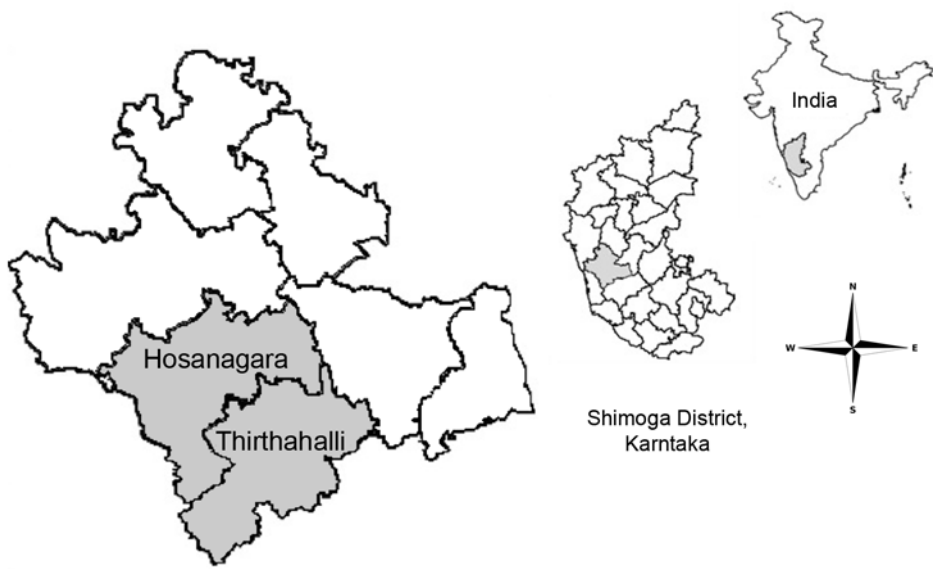 India
Hosanagara
Thirthahalli
Shimoga District,
Karntaka
N
W
E
S